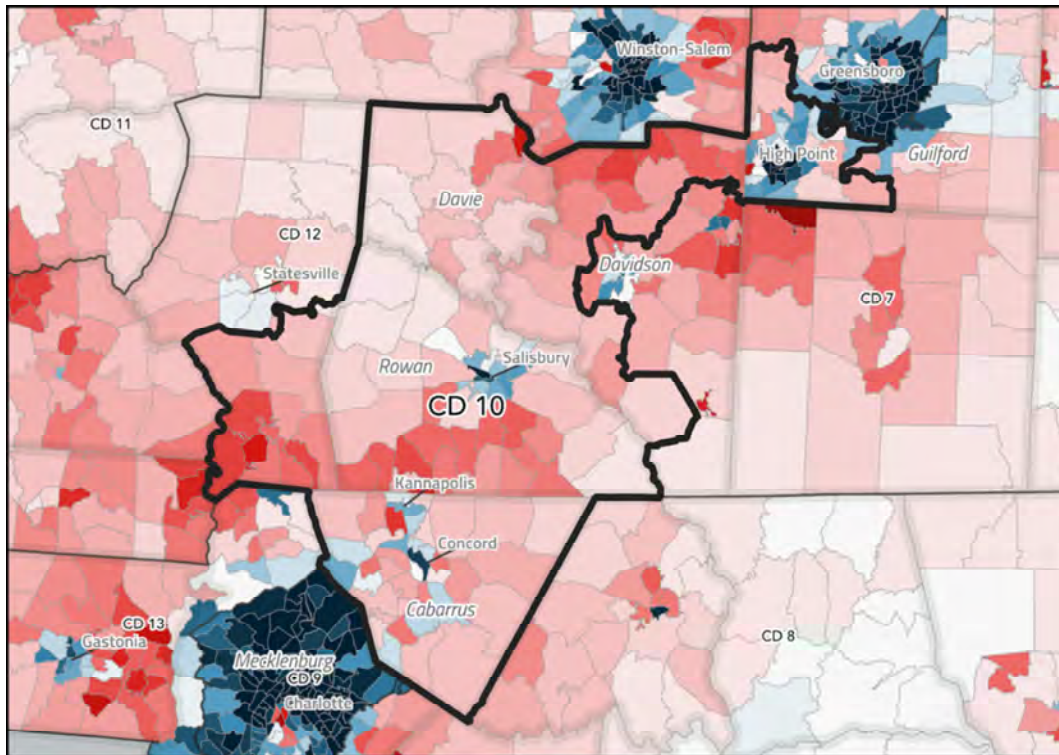 Winston-Salem
Greensboro
CD 11
High Point
Guilford
Davie
CD 12
Statesville
Davidson
CD 7
Rowan
Salisbury
CD 10
Kannapolis
Concord
Cabarrus
CD 13
Gastonia
CD 8
Mecklenburg
CD 9
Charlotte